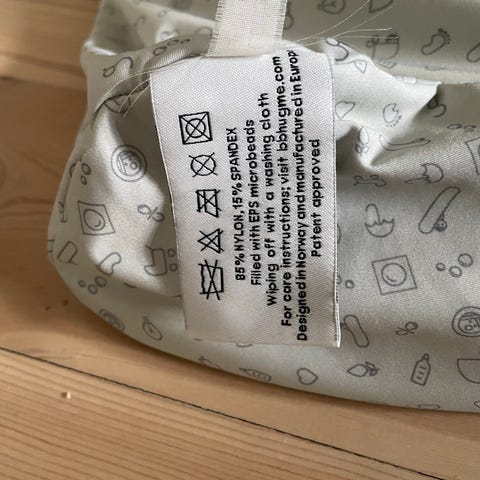 85% NYLON, 15% SPANDEX
Filled with EPS microbeads
Wiping off with a washing cloth
For care instructions; visit bbhugme.com
Designed in Norway and manufactured in Europ
Patent approved